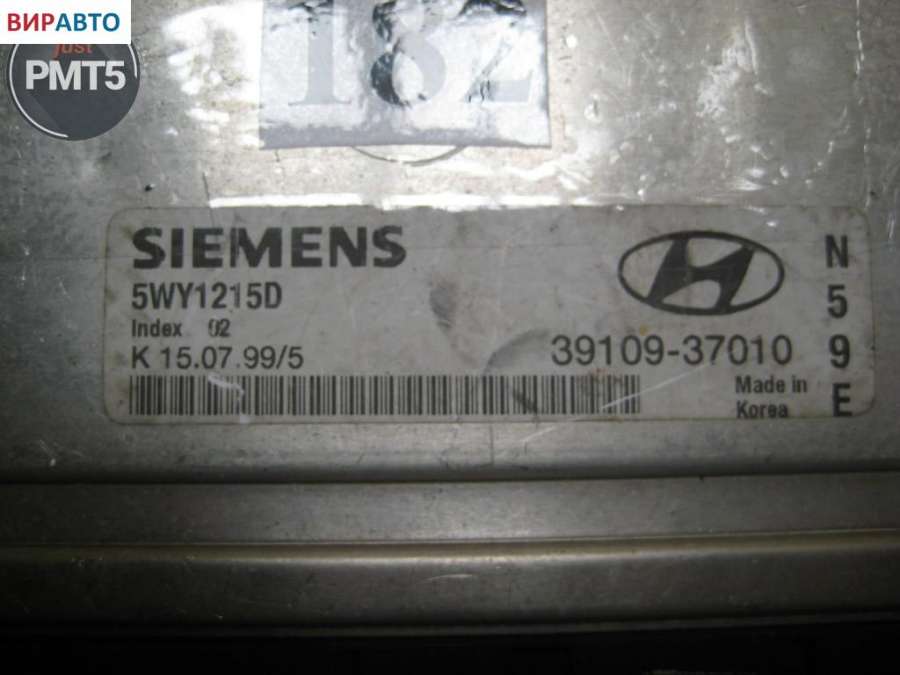 ВИРАВТО
just
PMT5
182
SIEMENS
5WY1215D
Index 02
K 15.07.99/5
39109-37010
Made in
Korea
N
5
9
E